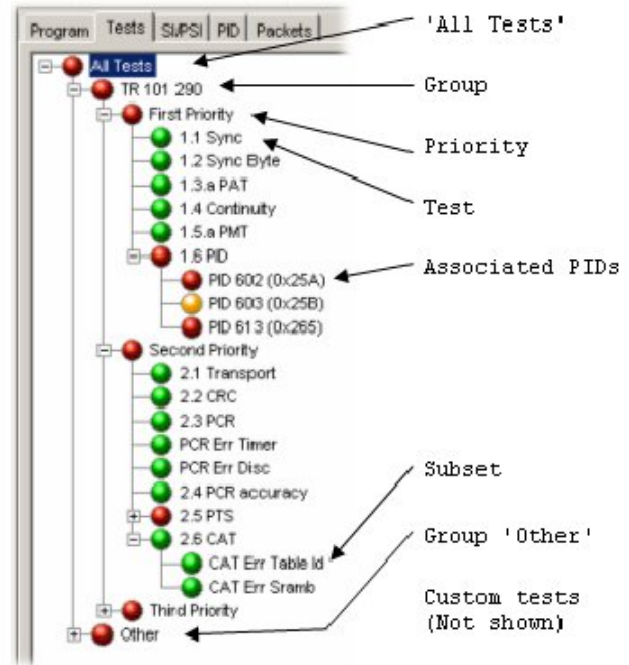 Program Tests SI/PSI PID Packets
'All Tests'
All Tests
TR 101 290
Group
First Priority
Priority
1.1 Sync
1.2 Sync Byte
Test
1.3.a PAT
1.4 Continuity
1.5.a PMT
1.6 PID
Associated PIDs
PID 602 (0x25A)
PID 603 (0x25B)
PID 613 (0x265)
Second Priority
2.1 Transport
2.2 CRC
2.3 PCR
PCR Err Timer
PCR Err Disc
Subset
2.4 PCR accuracy
2.5 PTS
2.6 CAT
Group 'Other'
CAT Err Table Id
CAT Err Sramb
Custom tests
(Not shown)
Third Priority
Other